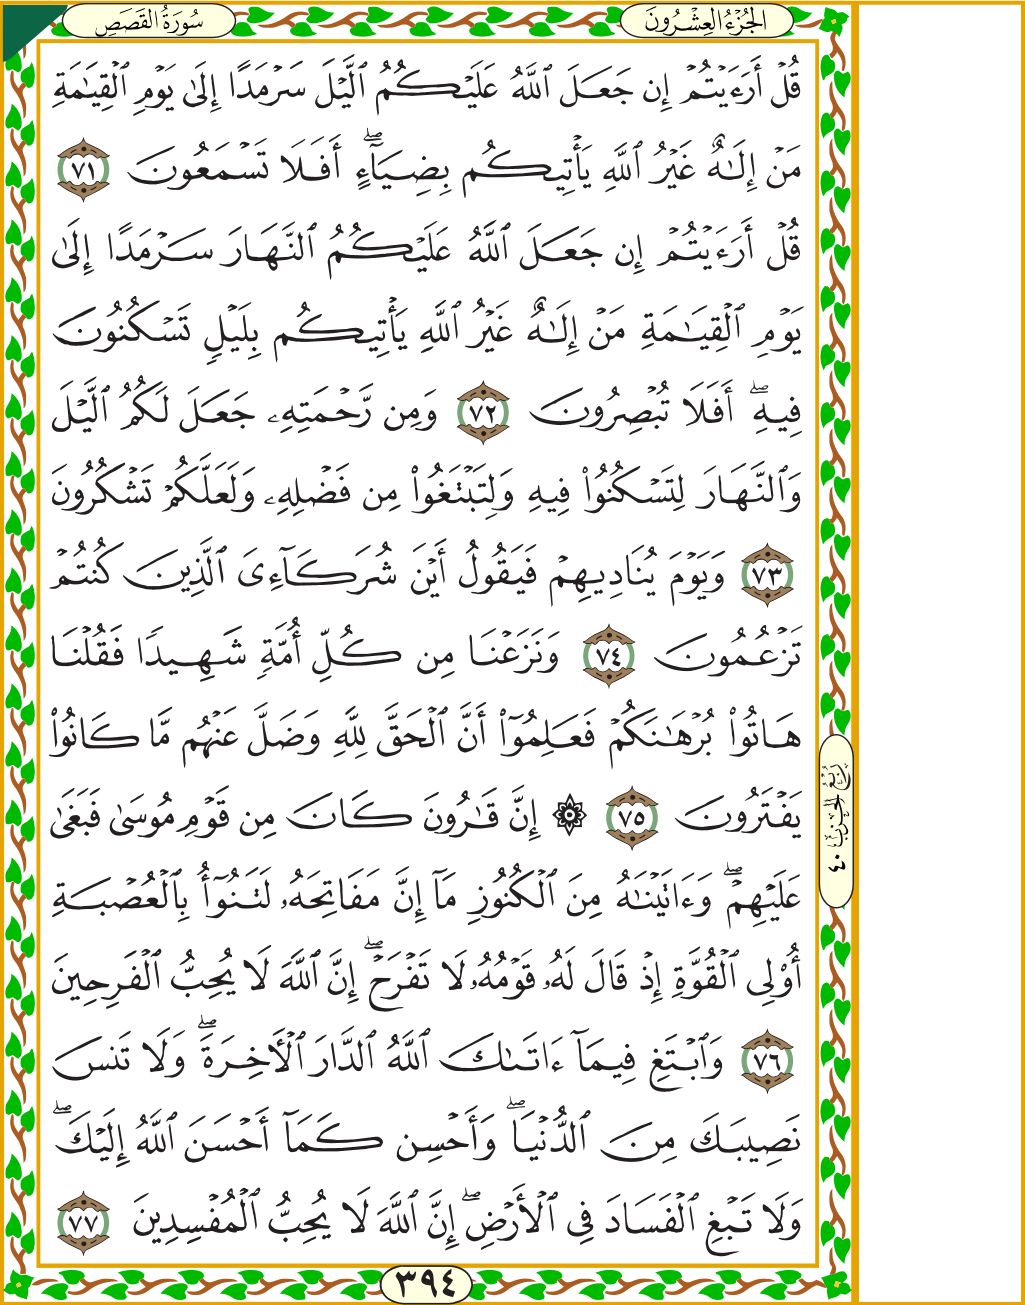 سُورَةُ القَصَصِ
الجُزْءُ العِشْرُونَ
قُلْ أَرَءَيْتُمْ إِن جَعَلَ ٱللَّهُ عَلَيْكُمُ ٱلَّيْلَ سَرْمَدًا إِلَىٰ يَوْمِ ٱلْقِيَٰمَةِ
مَنْ إِلَٰهٌ غَيْرُ ٱللَّهِ يَأْتِيكُم بِضِيَآءٍ ۖ أَفَلَا تَسْمَعُونَ ٧١
قُلْ أَرَءَيْتُمْ إِن جَعَلَ ٱللَّهُ عَلَيْكُمُ ٱلنَّهَارَ سَرْمَدًا إِلَىٰ
يَوْمِ ٱلْقِيَٰمَةِ مَنْ إِلَٰهٌ غَيْرُ ٱللَّهِ يَأْتِيكُم بِلَيْلٍ تَسْكُنُونَ
فِيهِ ۖ أَفَلَا تُبْصِرُونَ ٧٢ وَمِن رَّحْمَتِهِۦ جَعَلَ لَكُمُ ٱلَّيْلَ
وَٱلنَّهَارَ لِتَسْكُنُوا۟ فِيهِ وَلِتَبْتَغُوا۟ مِن فَضْلِهِۦ وَلَعَلَّكُمْ تَشْكُرُونَ
٧٣ وَيَوْمَ يُنَادِيهِمْ فَيَقُولُ أَيْنَ شُرَكَآءِىَ ٱلَّذِينَ كُنتُمْ
تَزْعُمُونَ ٧٤ وَنَزَعْنَا مِن كُلِّ أُمَّةٍ شَهِيدًا فَقُلْنَا
هَاتُوا۟ بُرْهَٰنَكُمْ فَعَلِمُوٓا۟ أَنَّ ٱلْحَقَّ لِلَّهِ وَضَلَّ عَنْهُم مَّا كَانُوا۟
يَفْتَرُونَ ٧٥ ۞ إِنَّ قَٰرُونَ كَانَ مِن قَوْمِ مُوسَىٰ فَبَغَىٰ
عَلَيْهِمْ ۖ وَءَاتَيْنَٰهُ مِنَ ٱلْكُنُوزِ مَآ إِنَّ مَفَاتِحَهُۥ لَتَنُوٓأُ بِٱلْعُصْبَةِ
أُو۟لِى ٱلْقُوَّةِ إِذْ قَالَ لَهُۥ قَوْمُهُۥ لَا تَفْرَحْ ۖ إِنَّ ٱللَّهَ لَا يُحِبُّ ٱلْفَرِحِينَ
٧٦ وَٱبْتَغِ فِيمَآ ءَاتَىٰكَ ٱللَّهُ ٱلدَّارَ ٱلْءَاخِرَةَ ۖ وَلَا تَنسَ
نَصِيبَكَ مِنَ ٱلدُّنْيَا ۖ وَأَحْسِن كَمَآ أَحْسَنَ ٱللَّهُ إِلَيْكَ ۖ
وَلَا تَبْغِ ٱلْفَسَادَ فِى ٱلْأَرْضِ ۖ إِنَّ ٱللَّهَ لَا يُحِبُّ ٱلْمُفْسِدِينَ ٧٧
رُبْعُ الحِزْبِ ٤٠
٣٩٤